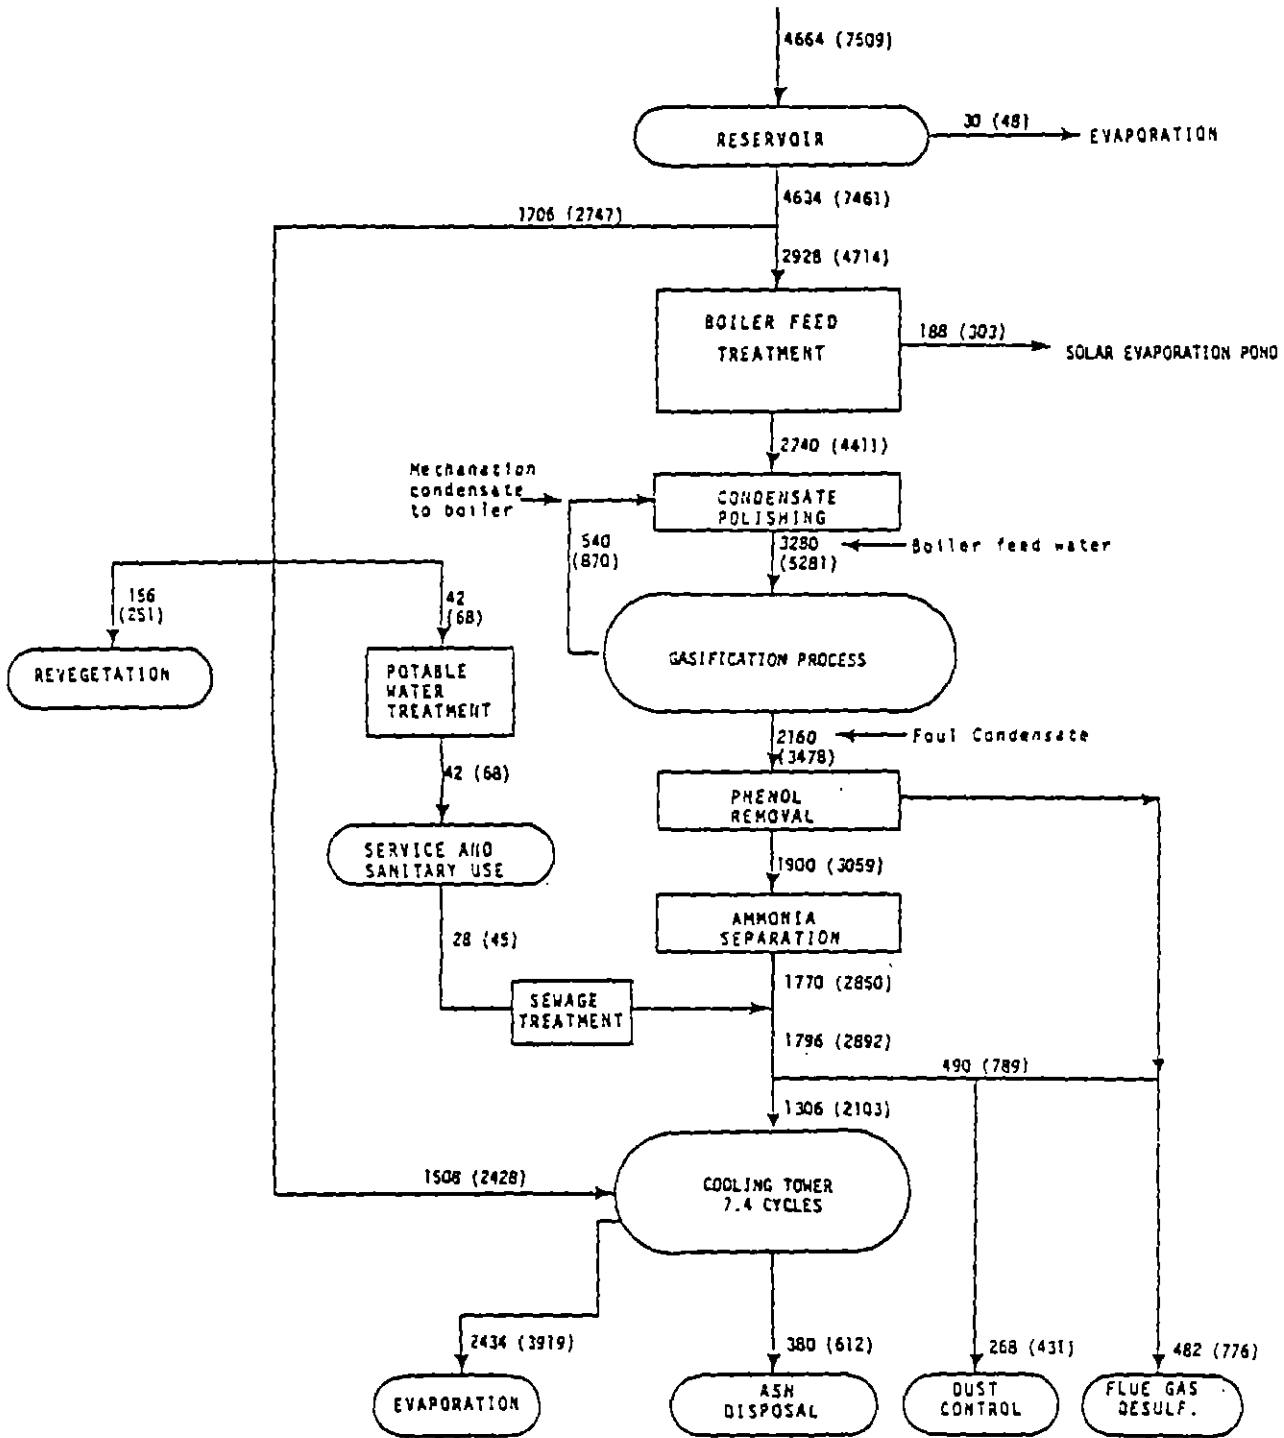 4664 (7509)
RESERVOIR
30 (48)
EVAPORATION
4634 (7461)
1706 (2747)
2928 (4714)
BOILER FEED
TREATMENT
188 (303)
SOLAR EVAPORATION POND
2740 (4411)
Mechanation
condensate
to boiler
CONDENSATE
POLISHING
540
(870)
3280
(5281)
Boiler feed water
156
(251)
42
(68)
REVEGETATION
POTABLE
WATER
TREATMENT
GASIFICATION PROCESS
2160
(3478)
Foul Condensate
42 (68)
PHENOL
REMOVAL
SERVICE AND
SANITARY USE
1900 (3059)
AMMONIA
SEPARATION
28 (45)
1770 (2850)
SEWAGE
TREATMENT
1796 (2892)
490 (789)
1306 (2103)
1508 (2428)
COOLING TOWER
7.4 CYCLES
2434 (3919)
380 (612)
268 (431)
482 (776)
EVAPORATION
ASH
DISPOSAL
DUST
CONTROL
FLUE GAS
DESULF.